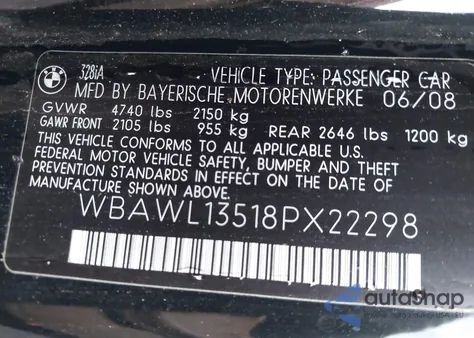 328iA VEHICLE TYPE: PASSENGER CAR
MFD BY BAYERISCHE MOTORENWERKE 06/08
GVWR 4740 lbs 2150 kg
GAWR FRONT 2105 lbs 955 kg REAR 2646 lbs 1200 kg
THIS VEHICLE CONFORMS TO ALL APPLICABLE U.S.
FEDERAL MOTOR VEHICLE SAFETY, BUMPER AND THEFT
PREVENTION STANDARDS IN EFFECT ON THE DATE OF
MANUFACTURE SHOWN ABOVE.
WBAWL13518PX22298
autoShop